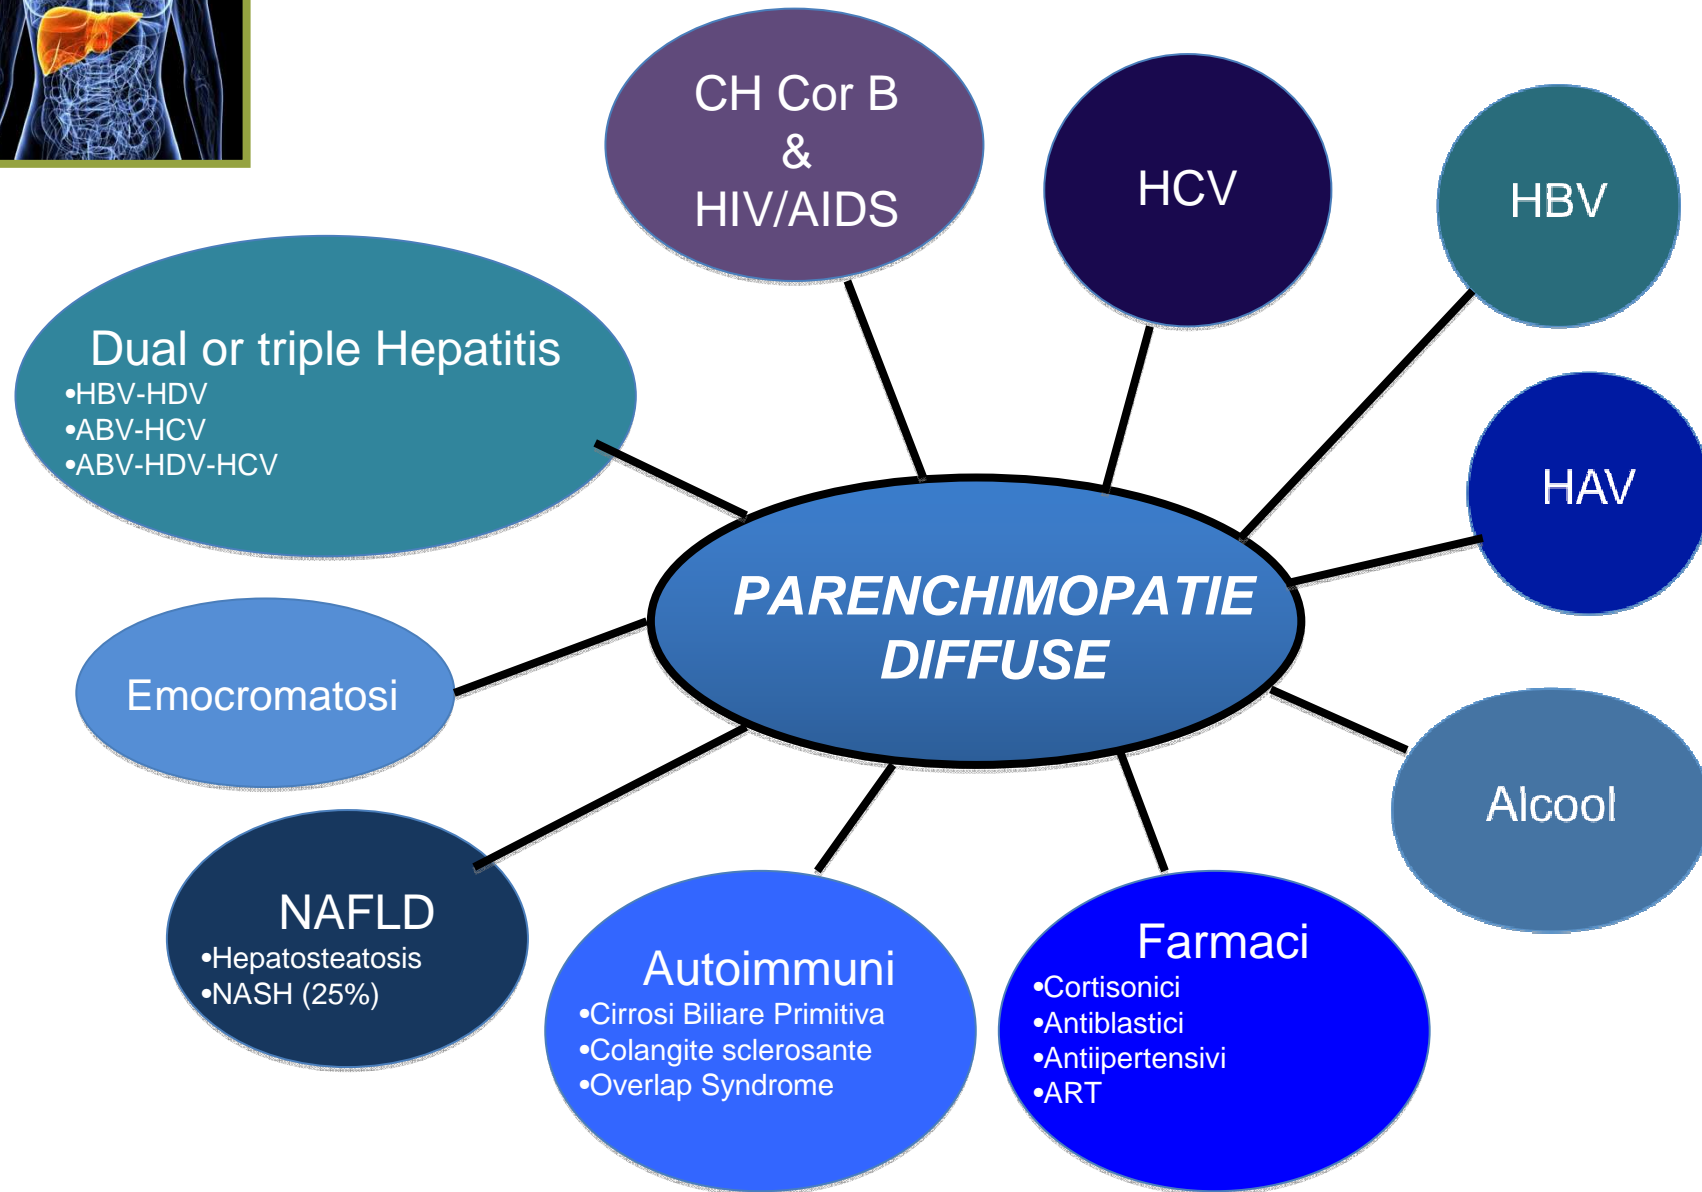 CH Cor B
&
HIV/AIDS
HCV
HBV
Dual or triple Hepatitis
•HBV-HDV
•ABV-HCV
•ABV-HDV-HCV
HAV
PARENCHIMOPATIE
DIFFUSE
Emocromatosi
Alcool
NAFLD
•Hepatosteatosis
•NASH (25%)
Autoimmuni
•Cirrosi Biliare Primitiva
•Colangite sclerosante
•Overlap Syndrome
Farmaci
•Cortisonici
•Antiblastici
•Antiipertensivi
•ART